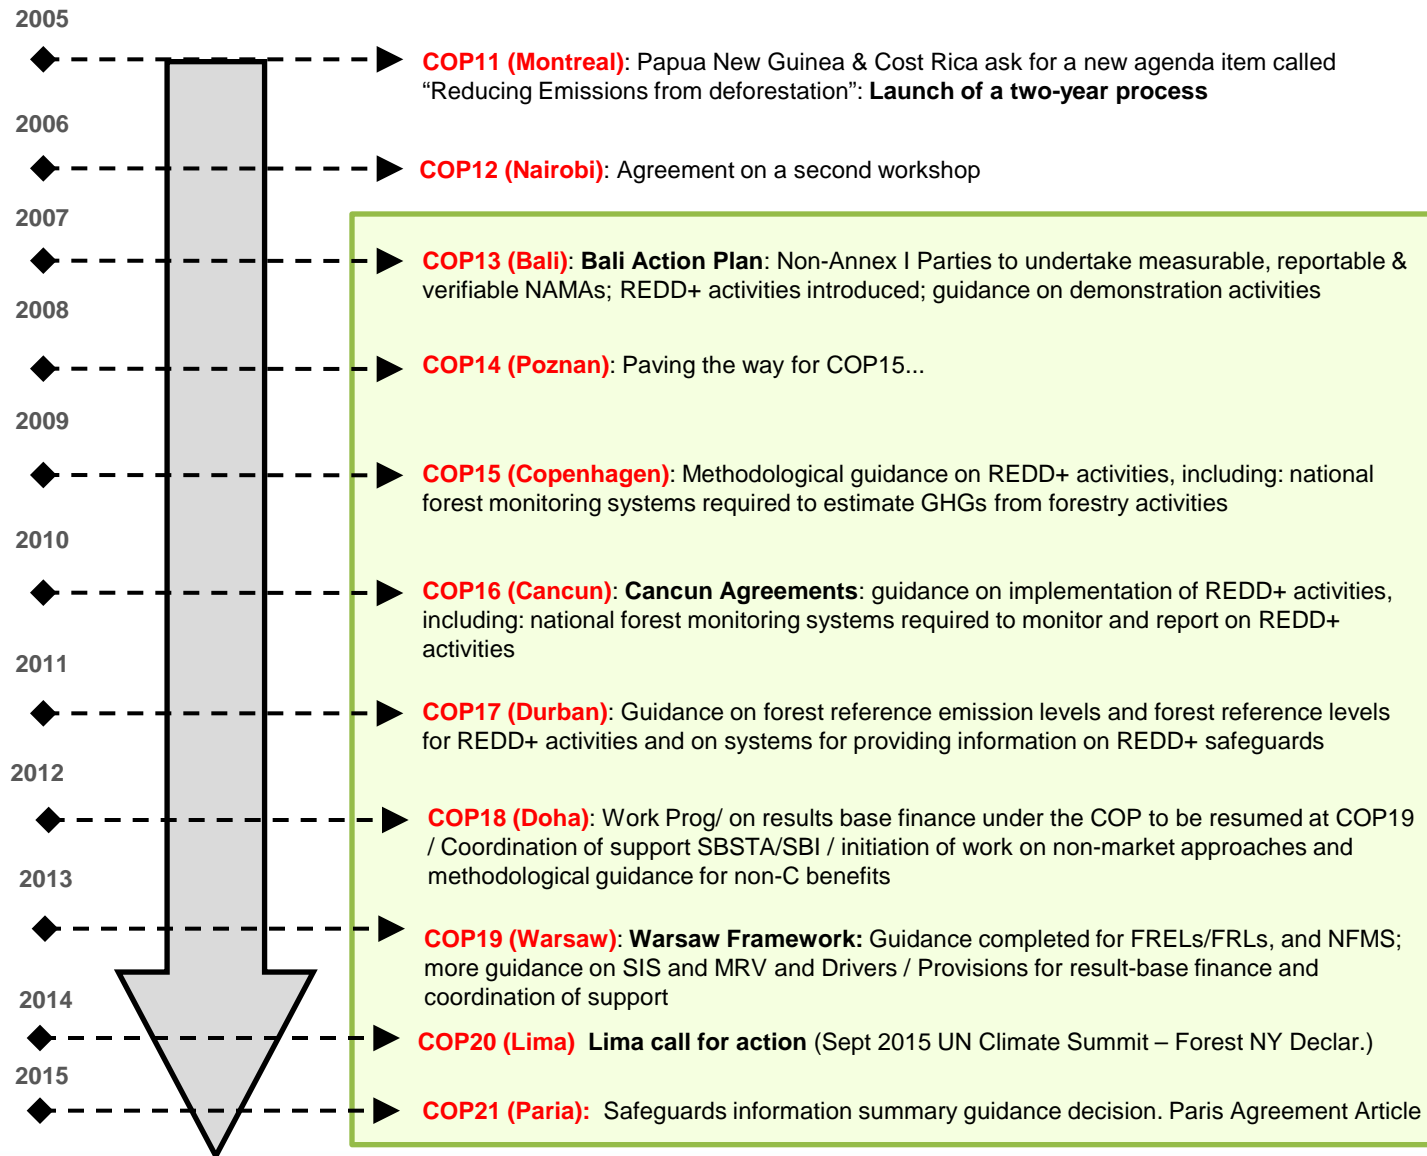 2005
COP11 (Montreal): Papua New Guinea & Cost Rica ask for a new agenda item called
“Reducing Emissions from deforestation”: Launch of a two-year process
2006
COP12 (Nairobi): Agreement on a second workshop
2007
COP13 (Bali): Bali Action Plan: Non-Annex I Parties to undertake measurable, reportable &
verifiable NAMAs; REDD+ activities introduced; guidance on demonstration activities
2008
COP14 (Poznan): Paving the way for COP15...
2009
COP15 (Copenhagen): Methodological guidance on REDD+ activities, including: national
forest monitoring systems required to estimate GHGs from forestry activities
2010
COP16 (Cancun): Cancun Agreements: guidance on implementation of REDD+ activities,
including: national forest monitoring systems required to monitor and report on REDD+
activities
2011
COP17 (Durban): Guidance on forest reference emission levels and forest reference levels
for REDD+ activities and on systems for providing information on REDD+ safeguards
2012
COP18 (Doha): Work Prog/ on results base finance under the COP to be resumed at COP19
/ Coordination of support SBSTA/SBI / initiation of work on non-market approaches and
methodological guidance for non-C benefits
2013
COP19 (Warsaw): Warsaw Framework: Guidance completed for FRELs/FRLs, and NFMS;
more guidance on SIS and MRV and Drivers / Provisions for result-base finance and
coordination of support
2014
COP20 (Lima) Lima call for action (Sept 2015 UN Climate Summit – Forest NY Declar.)
2015
COP21 (Paria): Safeguards information summary guidance decision. Paris Agreement Article